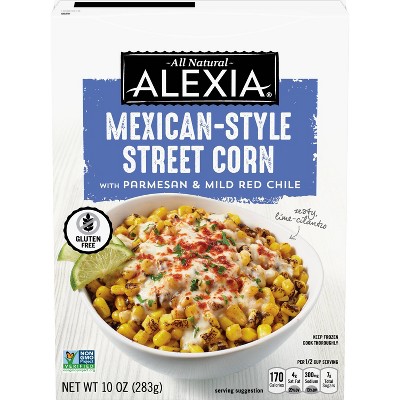 All Natural
ALEXIA®
MEXICAN-STYLE
STREET CORN
WITH PARMESAN & MILD RED CHILE
zesty
lime-cilantro
GLUTEN
FREE
KEEP FROZEN
COOK THOROUGHLY
PER 1/2 CUP SERVING
170
Calories
4g
Sat Fat
300mg
Sodium
7g
Total
Sugars
NON
GMO
Project
VERIFIED
NET WT 10 OZ (283g)
serving suggestion